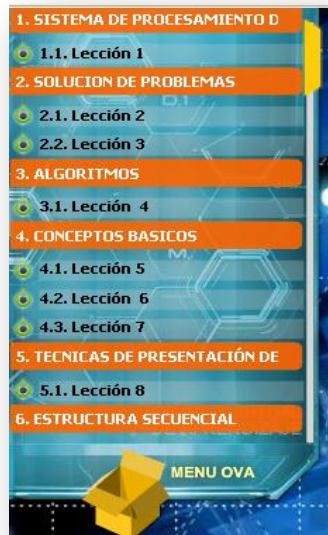 1. SISTEMA DE PROCESAMIENTO D
1.1. Lección 1
2. SOLUCION DE PROBLEMAS
2.1. Lección 2
2.2. Lección 3
3. ALGORITMOS
3.1. Lección 4
4. CONCEPTOS BASICOS
4.1. Lección 5
4.2. Lección 6
4.3. Lección 7
5. TECNICAS DE PRESENTACIÓN DE
5.1. Lección 8
6. ESTRUCTURA SECUENCIAL
MENU OVA